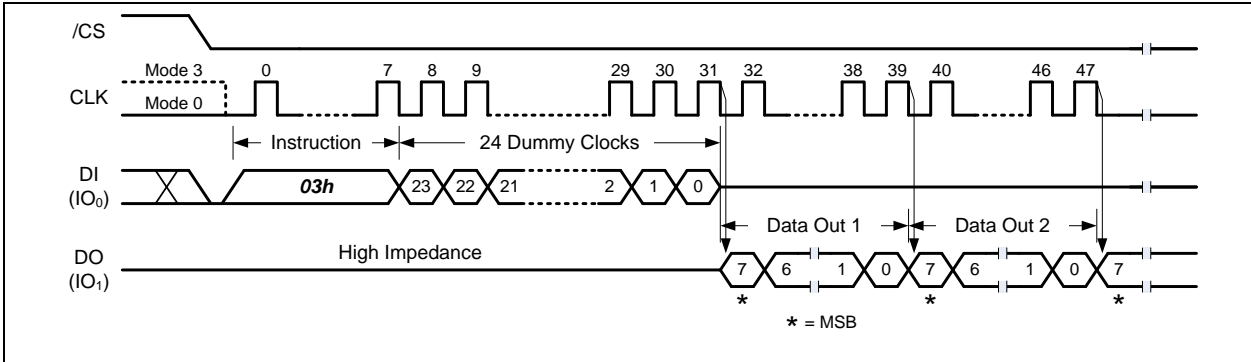 /CS
Mode 3 0 7 8 9 29 30 31 32 38 39 40 46 47
CLK
Mode 0
Instruction 24 Dummy Clocks
DI
(IO₀)
03h 23 22 21 2 1 0
Data Out 1 Data Out 2
DO
(IO₁)
High Impedance
7 6 1 0 7 6 1 0 7
* * *
* = MSB